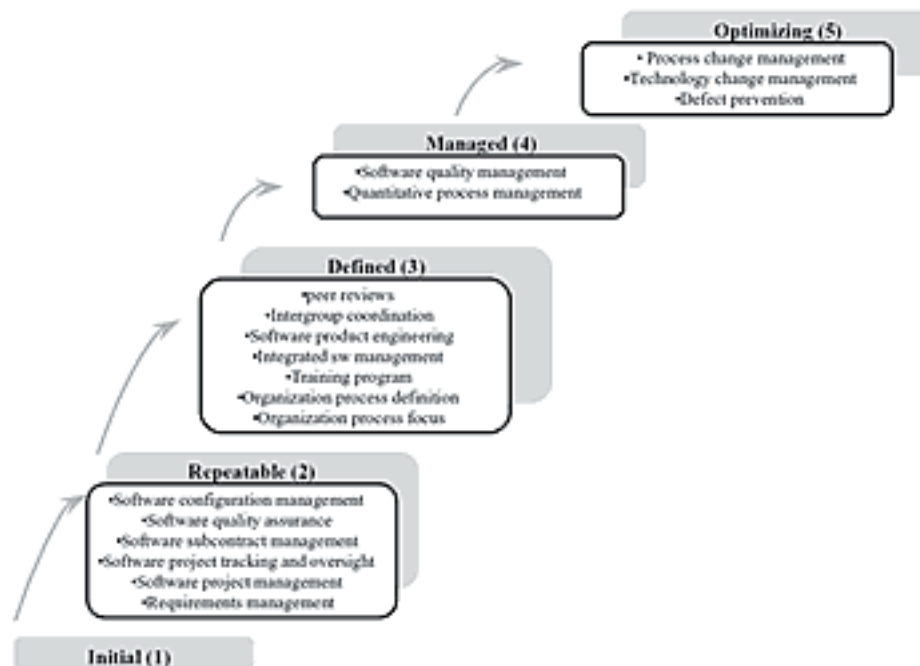 Optimizing (5)
• Process change management
•Technology change management
•Defect prevention
Managed (4)
•Software quality management
•Quantitative process management
Defined (3)
•peer reviews
•Intergroup coordination
•Software product engineering
•Integrated sw management
•Training program
•Organization process definition
•Organization process focus
Repeatable (2)
•Software configuration management
•Software quality assurance
•Software subcontract management
•Software project tracking and oversight
•Software project management
•Requirements management
Initial (1)